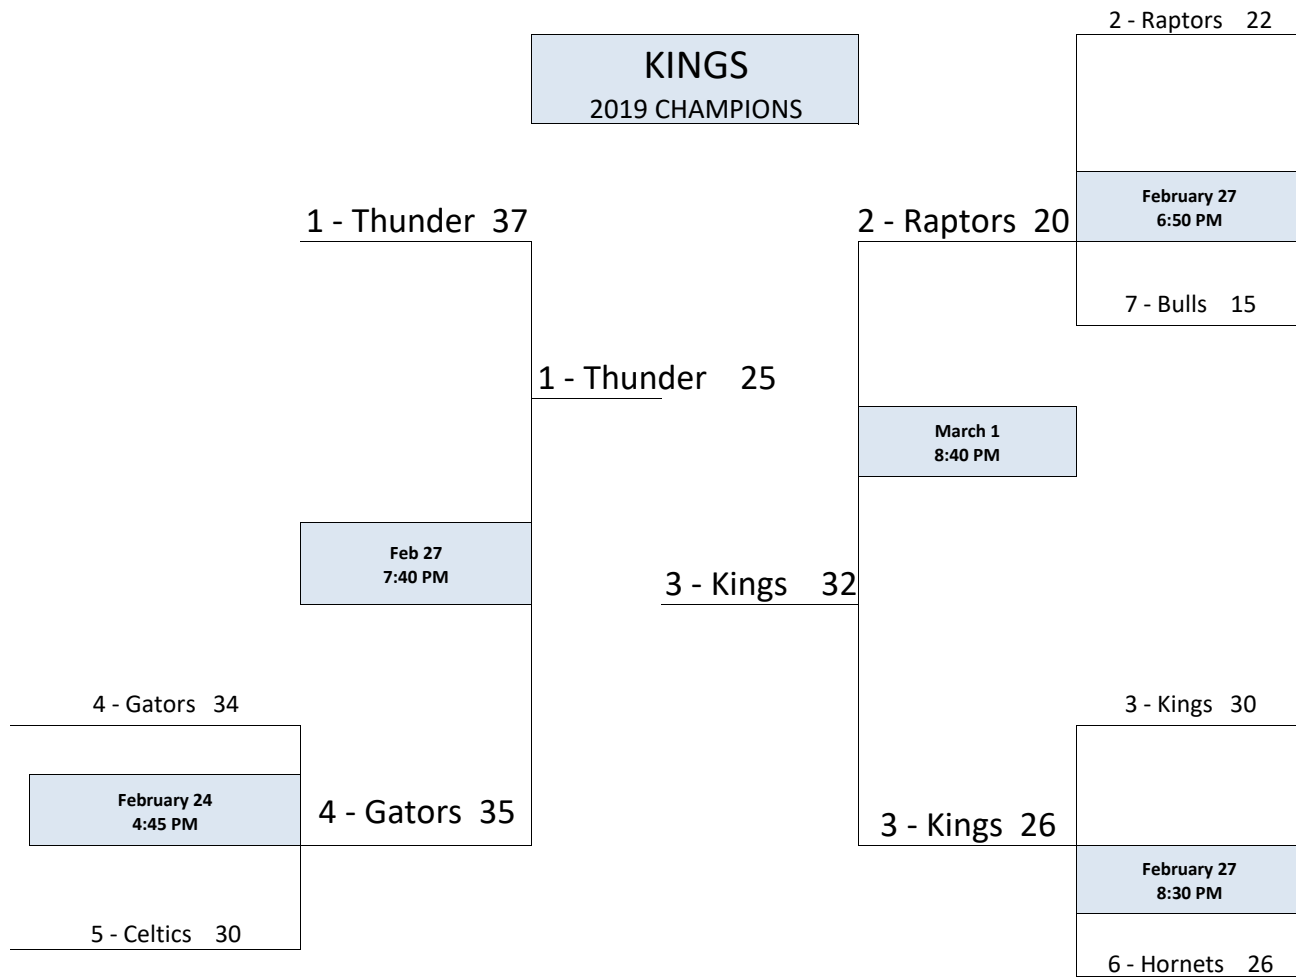 2 - Raptors 22
KINGS
2019 CHAMPIONS
February 27
6:50 PM
1 - Thunder 37
2 - Raptors 20
7 - Bulls 15
1 - Thunder 25
March 1
8:40 PM
Feb 27
7:40 PM
3 - Kings 32
4 - Gators 34
3 - Kings 30
February 24
4:45 PM
4 - Gators 35
3 - Kings 26
February 27
8:30 PM
5 - Celtics 30
6 - Hornets 26